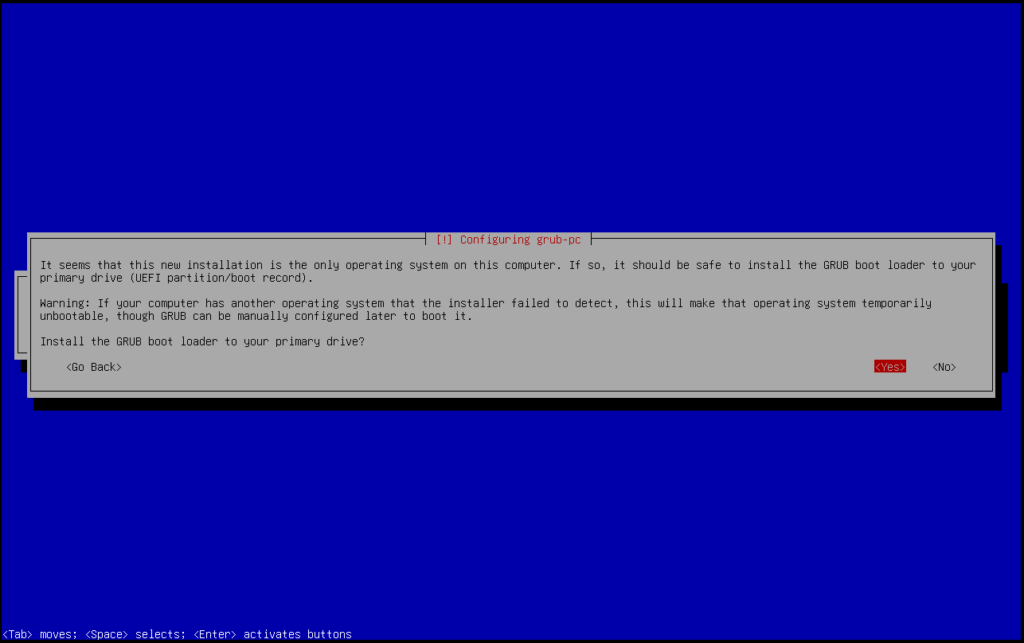 [!] Configuring grub-pc
It seems that this new installation is the only operating system on this computer. If so, it should be safe to install the GRUB boot loader to your
primary drive (UEFI partition/boot record).
Warning: If your computer has another operating system that the installer failed to detect, this will make that operating system temporarily
unbootable, though GRUB can be manually configured later to boot it.
Install the GRUB boot loader to your primary drive?
<Go Back> <Yes> <No>
<Tab> moves; <Space> selects; <Enter> activates buttons